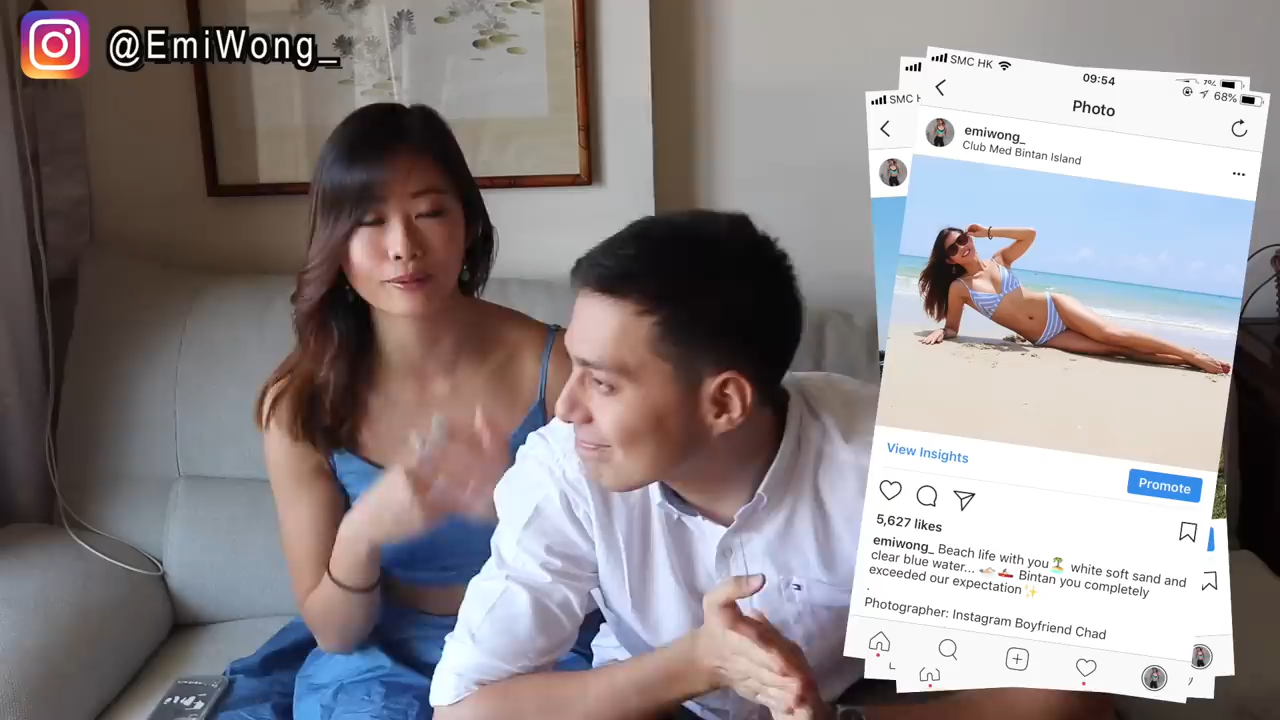 @EmiWong_
SMC HK
09:54
7%
SMC H
68%
Photo
emiwong_
Club Med Bintan Island
View Insights
Promote
5,627 likes
emiwong_ Beach life with you🏝 white soft sand and
clear blue water... 🏊🚤 Bintan you completely
exceeded our expectation✨
.
Photographer: Instagram Boyfriend Chad